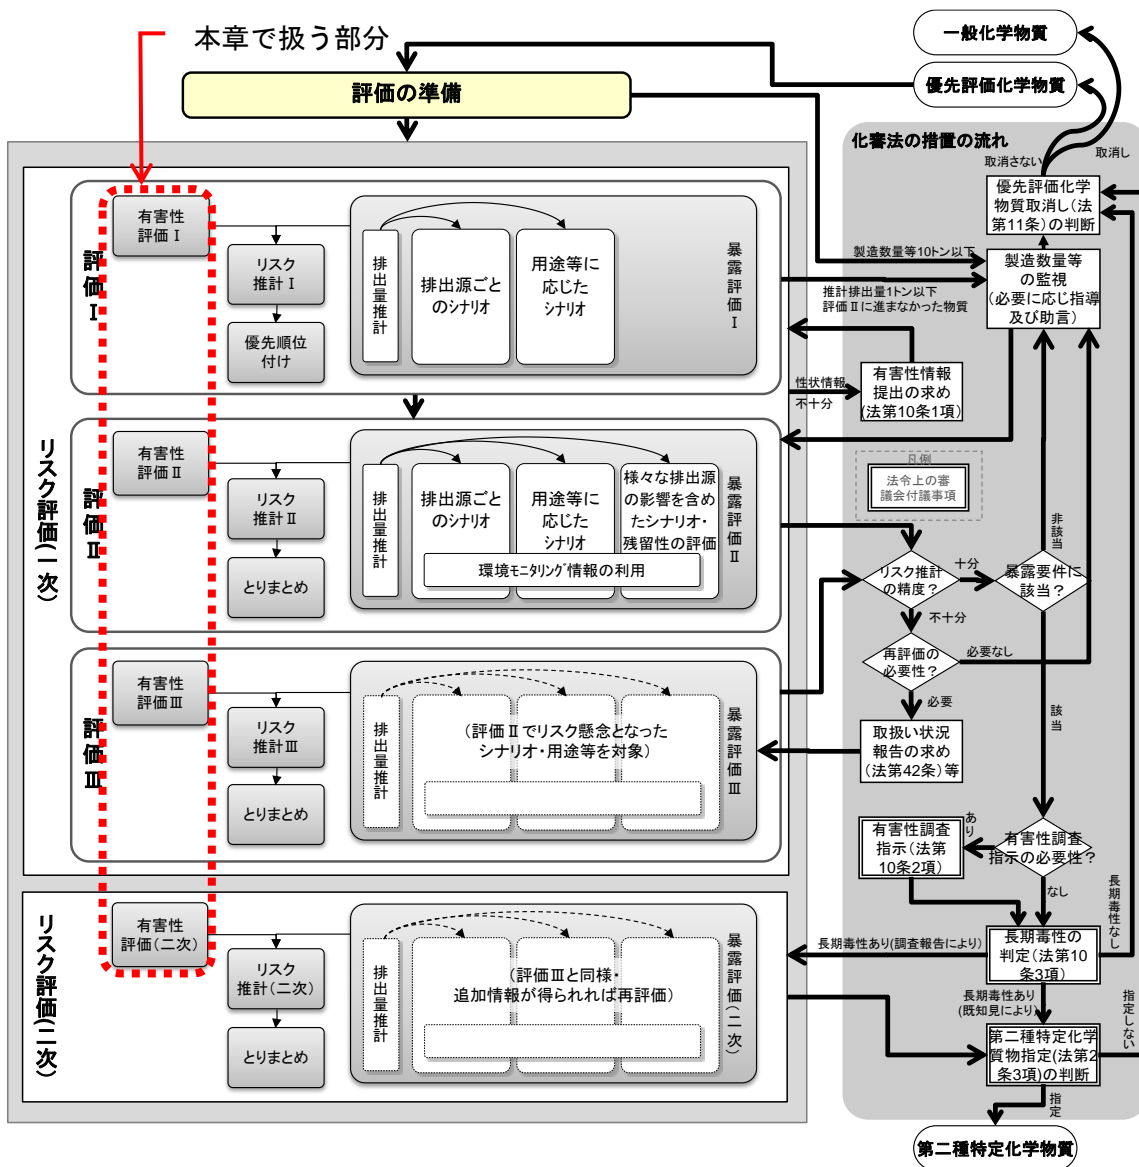 本章で扱う部分
一般化学物質
優先評価化学物質
評価の準備
化審法の措置の流れ
取消さない
取消し
優先評価化学
物質取消し(法
第11条)の判断
製造数量等10トン以下
製造数量等
の監視
(必要に応じ指導
及び助言)
推計排出量1トン以下
評価Ⅱに進まなかった物質
性状情報
不十分
有害性情報
提出の求め
(法第10条1項)
凡例
法令上の審
議会付議事項
リスク評価(一次)
評価Ⅰ
有害性
評価Ⅰ
リスク
推計Ⅰ
優先順位
付け
排出量推計
排出源ごと
のシナリオ
用途等に
応じた
シナリオ
暴露評価Ⅰ
評価Ⅱ
有害性
評価Ⅱ
リスク
推計Ⅱ
とりまとめ
排出量推計
排出源ごと
のシナリオ
用途等に
応じた
シナリオ
様々な排出源
の影響を含め
たシナリオ・
残留性の評価
環境モニタリング情報の利用
暴露評価Ⅱ
リスク推計
の精度?
十分
不十分
暴露要件に
該当?
非該当
該当
再評価の
必要性?
必要なし
必要
取扱い状況
報告の求め
(法第42条)等
評価Ⅲ
有害性
評価Ⅲ
リスク
推計Ⅲ
とりまとめ
排出量推計
(評価Ⅱでリスク懸念となった
シナリオ・用途等を対象)
暴露評価Ⅲ
有害性調査
指示の必要性?
あり
なし
有害性調査
指示(法第
10条2項)
長期毒性なし
リスク評価(二次)
有害性
評価(二次)
リスク
推計(二次)
とりまとめ
排出量推計
(評価Ⅲと同様・
追加情報が得られれば再評価)
暴露評価(二次)
長期毒性あり(調査報告により)
長期毒性の
判定(法第10
条3項)
長期毒性あり
(既知見により)
指定しない
第二種特定化学
物質指定(法第2
条3項)の判断
指定
第二種特定化学物質